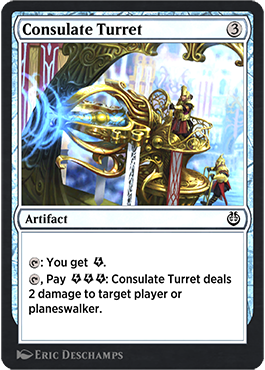 Consulate Turret 3
Artifact
: You get .
, Pay : Consulate Turret deals
2 damage to target player or
planeswalker.
ERIC DESCHAMPS